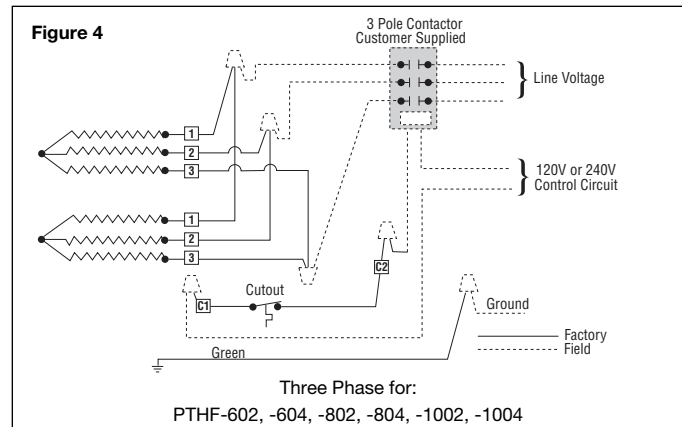 Figure 4
3 Pole Contactor
Customer Supplied
Line Voltage
1
2
3
120V or 240V
Control Circuit
1
2
3
C2
Cutout
C1
Ground
Factory
Green
Field
Three Phase for:
PTHF-602, -604, -802, -804, -1002, -1004